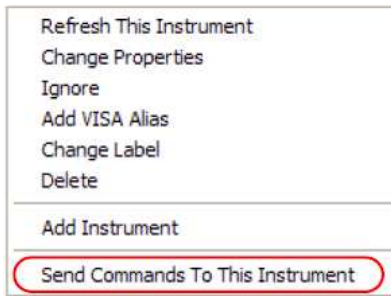 Refresh This Instrument
Change Properties
Ignore
Add VISA Alias
Change Label
Delete
Add Instrument
Send Commands To This Instrument